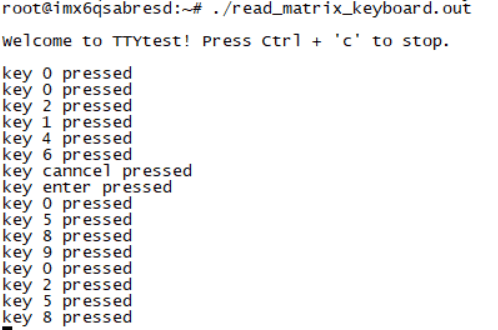 root@imx6qsabresd:~# ./read_matrix_keyboard.out
Welcome to TTYtest! Press Ctrl + 'c' to stop.
key 0 pressed
key 0 pressed
key 2 pressed
key 1 pressed
key 4 pressed
key 6 pressed
key canncel pressed
key enter pressed
key 0 pressed
key 5 pressed
key 8 pressed
key 9 pressed
key 0 pressed
key 2 pressed
key 5 pressed
key 8 pressed